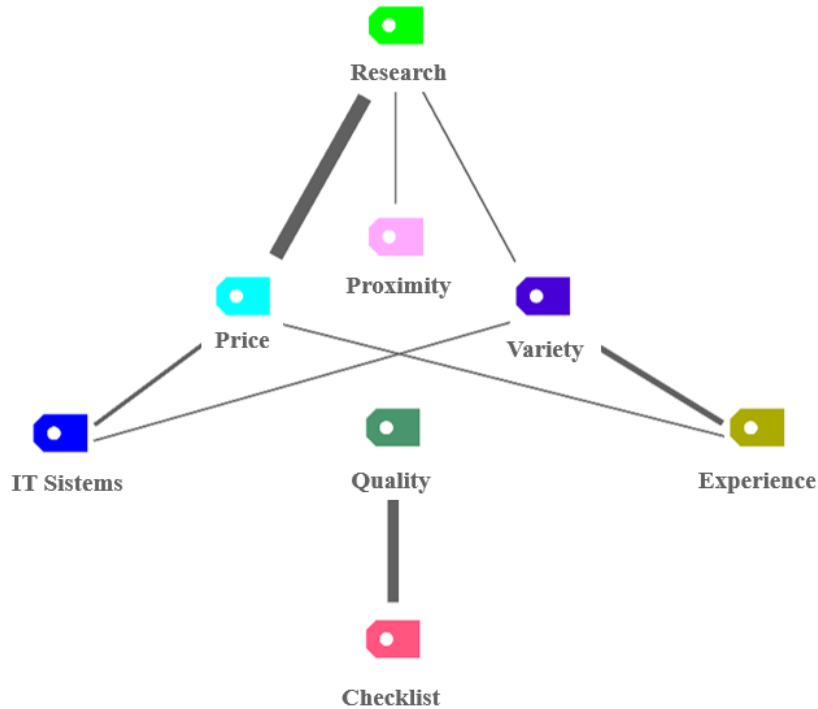 Research
Proximity
Price
Variety
IT Sistems
Quality
Experience
Checklist